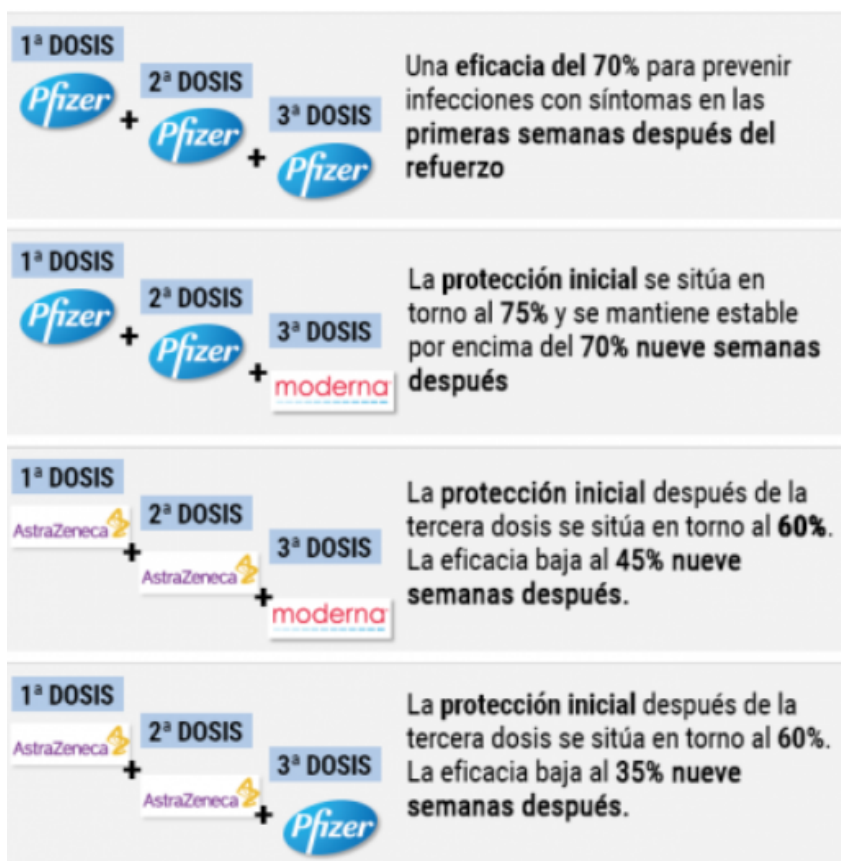 1ª DOSIS
Pfizer
+
2ª DOSIS
Pfizer
+
3ª DOSIS
Pfizer
Una eficacia del 70% para prevenir
infecciones con síntomas en las
primeras semanas después del
refuerzo
1ª DOSIS
Pfizer
+
2ª DOSIS
Pfizer
+
3ª DOSIS
moderna
La protección inicial se sitúa en
torno al 75% y se mantiene estable
por encima del 70% nueve semanas
después
1ª DOSIS
AstraZeneca
+
2ª DOSIS
AstraZeneca
+
3ª DOSIS
moderna
La protección inicial después de la
tercera dosis se sitúa en torno al 60%.
La eficacia baja al 45% nueve
semanas después.
1ª DOSIS
AstraZeneca
+
2ª DOSIS
AstraZeneca
+
3ª DOSIS
Pfizer
La protección inicial después de la
tercera dosis se sitúa en torno al 60%.
La eficacia baja al 35% nueve
semanas después.